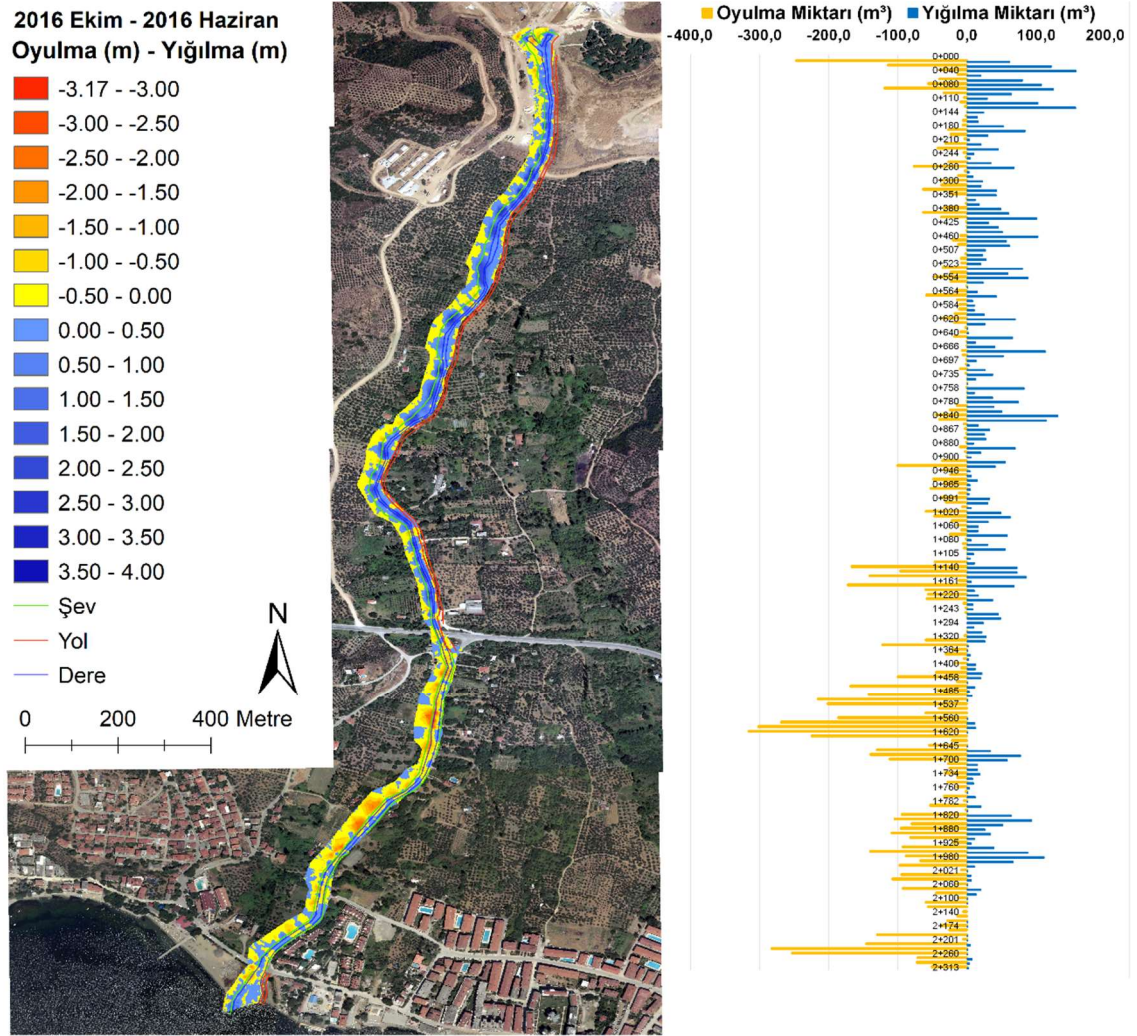 2016 Ekim - 2016 Haziran
Oyulma (m) - Yığılma (m)
-3.17 - -3.00
-3.00 - -2.50
-2.50 - -2.00
-2.00 - -1.50
-1.50 - -1.00
-1.00 - -0.50
-0.50 - 0.00
0.00 - 0.50
0.50 - 1.00
1.00 - 1.50
1.50 - 2.00
2.00 - 2.50
2.50 - 3.00
3.00 - 3.50
3.50 - 4.00
Şev
Yol
Dere
N
0 200 400 Metre
Oyulma Miktarı (m³) Yığılma Miktarı (m³)
-400,0 -300,0 -200,0 -100,0 0,0 100,0 200,0
0+000
0+040
0+080
0+110
0+144
0+180
0+210
0+244
0+260
0+300
0+351
0+380
0+425
0+460
0+507
0+523
0+554
0+564
0+584
0+620
0+640
0+666
0+697
0+735
0+758
0+780
0+840
0+867
0+880
0+900
0+946
0+965
0+991
1+020
1+060
1+080
1+105
1+140
1+161
1+220
1+243
1+294
1+320
1+364
1+400
1+458
1+485
1+537
1+560
1+620
1+645
1+700
1+734
1+760
1+782
1+820
1+880
1+925
1+980
2+021
2+060
2+100
2+140
2+174
2+201
2+260
2+313